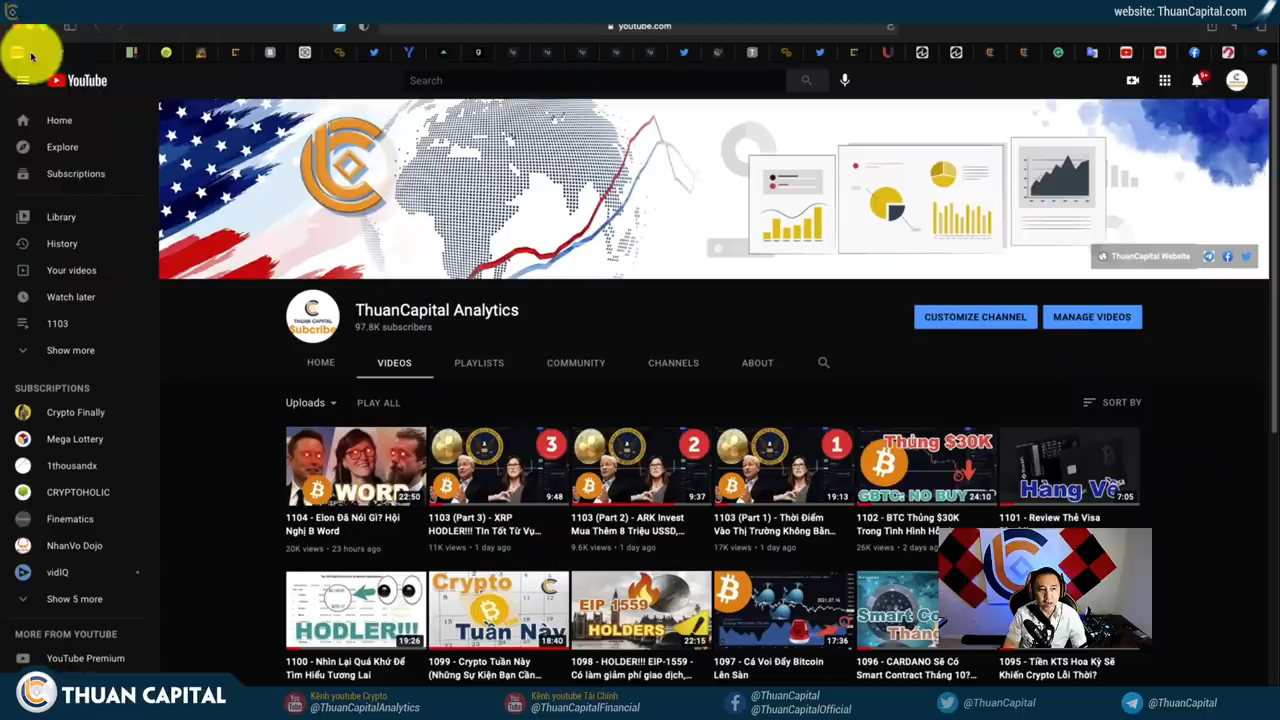 website: ThuanCapital.com
youtube.com
YouTube
Search
9+
Home
Explore
Subscriptions
Library
History
Your videos
Watch later
1103
Show more
SUBSCRIPTIONS
Crypto Finally
Mega Lottery
1thousandx
CRYPTOHOLIC
Finematics
NhanVo Dojo
vidIQ
Show 5 more
MORE FROM YOUTUBE
YouTube Premium
ThuanCapital Website
THUAN CAPITAL
Subcribe
ThuanCapital Analytics
97.8K subscribers
CUSTOMIZE CHANNEL
MANAGE VIDEOS
HOME
VIDEOS
PLAYLISTS
COMMUNITY
CHANNELS
ABOUT
Uploads
PLAY ALL
SORT BY
WORD
22:50
3
9:48
2
9:37
1
19:13
Thủng $30K
GBTC: NO BUY
24:10
Hàng Về
7:05
1104 - Elon Đã Nói Gì? Hội
Nghị B Word
20K views • 23 hours ago
1103 (Part 3) - XRP
HODLER!!! Tin Tốt Từ Vụ...
11K views • 1 day ago
1103 (Part 2) - ARK Invest
Mua Thêm 8 Triệu USSD,...
9.6K views • 1 day ago
1103 (Part 1) - Thời Điểm
Vào Thị Trường Không Bằn...
17K views • 1 day ago
1102 - BTC Thủng $30K
Trong Tình Hình H
26K views • 2 days ag
1101 - Review Thẻ Visa
HODLER!!!
19:26
Crypto
Tuần Này
18:40
EIP 1559
HOLDERS
22:15
2021.07.16
17:36
Smart Co
Tháng
1100 - Nhìn Lại Quá Khứ Để
Tìm Hiểu Tương Lai
1099 - Crypto Tuần Này
(Những Sự Kiện Bạn Cần...
1098 - HOLDER!!! EIP-1559 -
Có làm giảm phí giao dịch,...
1097 - Cá Voi Đẩy Bitcoin
Lên Sàn
1096 - CARDANO Sẽ Có
Smart Contract Tháng 10?...
1095 - Tiền KTS Hoa Kỳ Sẽ
Khiến Crypto Lỗi Thời?
THUAN CAPITAL
Kênh youtube Crypto
@ThuanCapitalAnalytics
Kênh youtube Tài Chính
@ThuanCapitalFinancial
@ThuanCapital
@ThuanCapitalOfficial
@ThuanCapital
@ThuanCapital